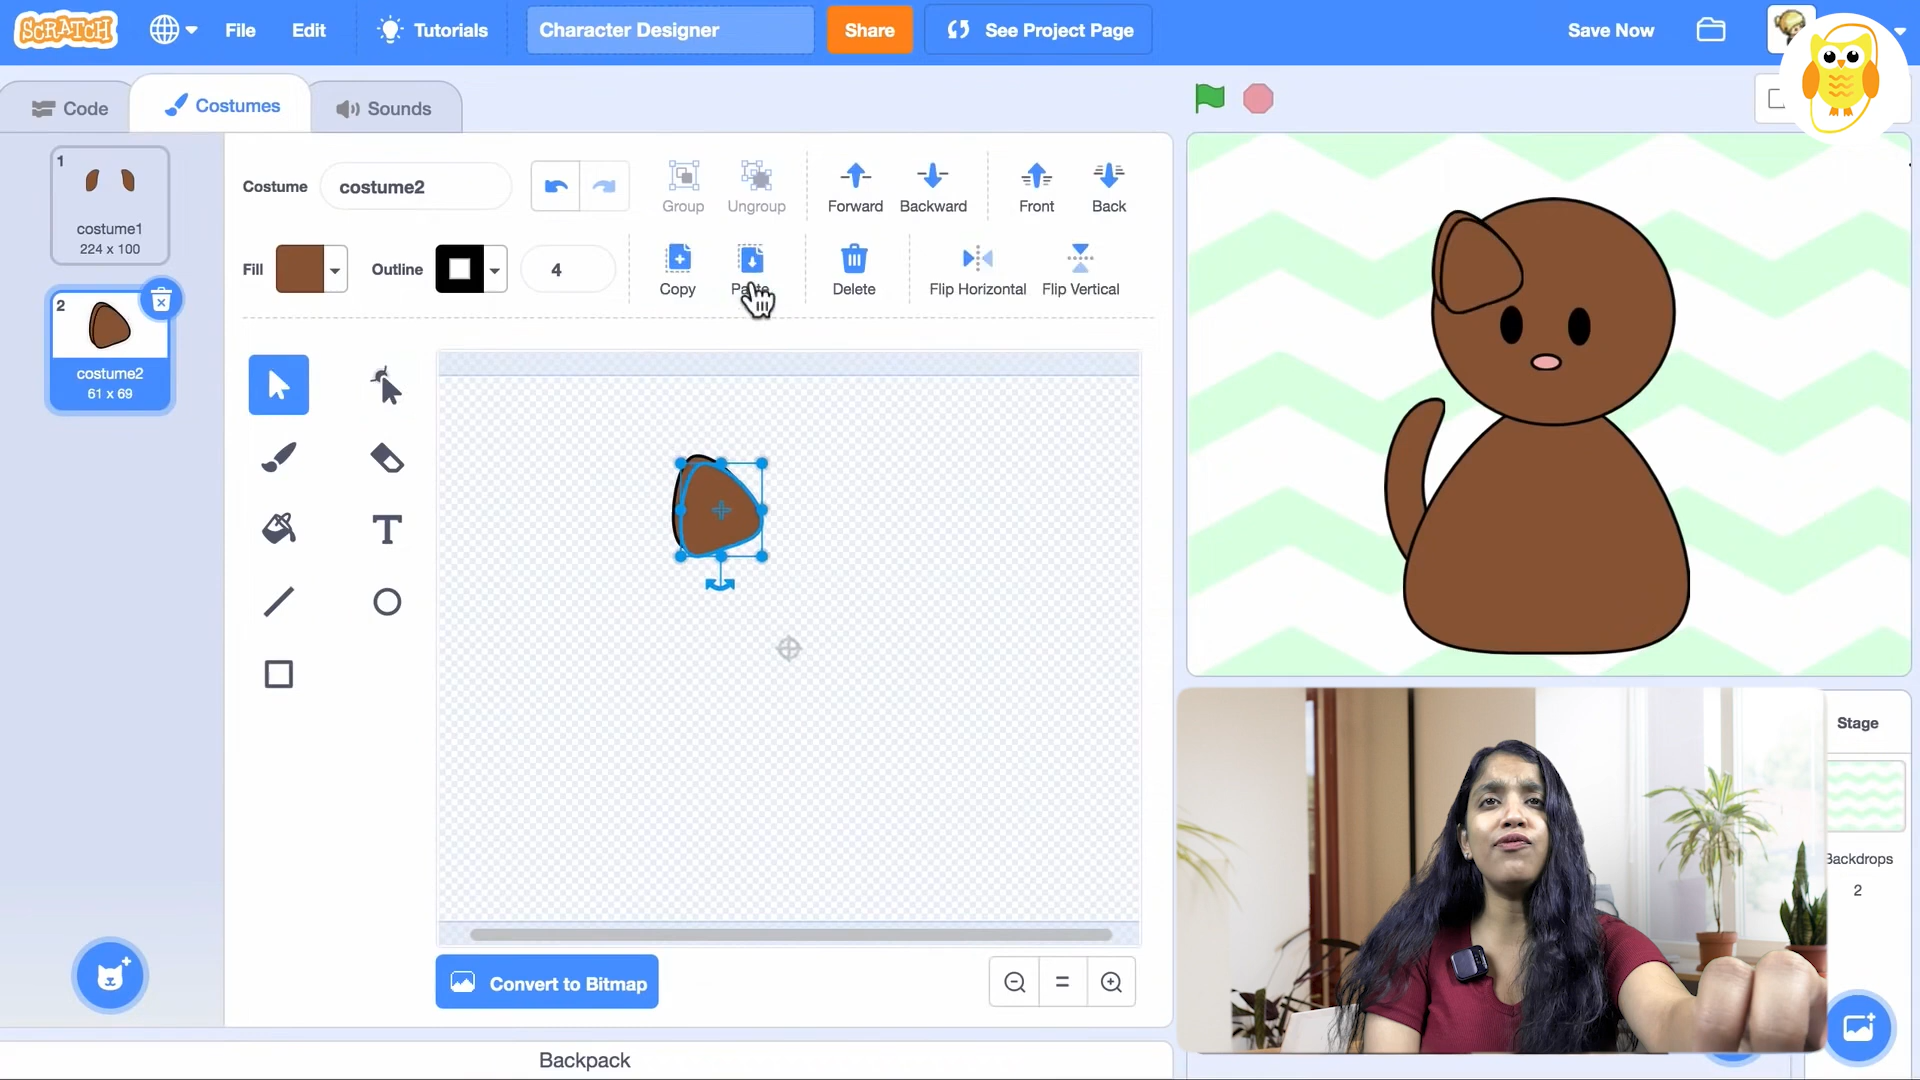 SCRATCH
File
Edit
Tutorials
Character Designer
Share
See Project Page
Save Now
Code
Costumes
Sounds
1
costume1
224 x 100
2
costume2
61 x 69
Costume
costume2
Group
Ungroup
Forward
Backward
Front
Back
Fill
Outline
4
Copy
Delete
Flip Horizontal
Flip Vertical
T
Convert to Bitmap
Backpack
Stage
Backdrops
2